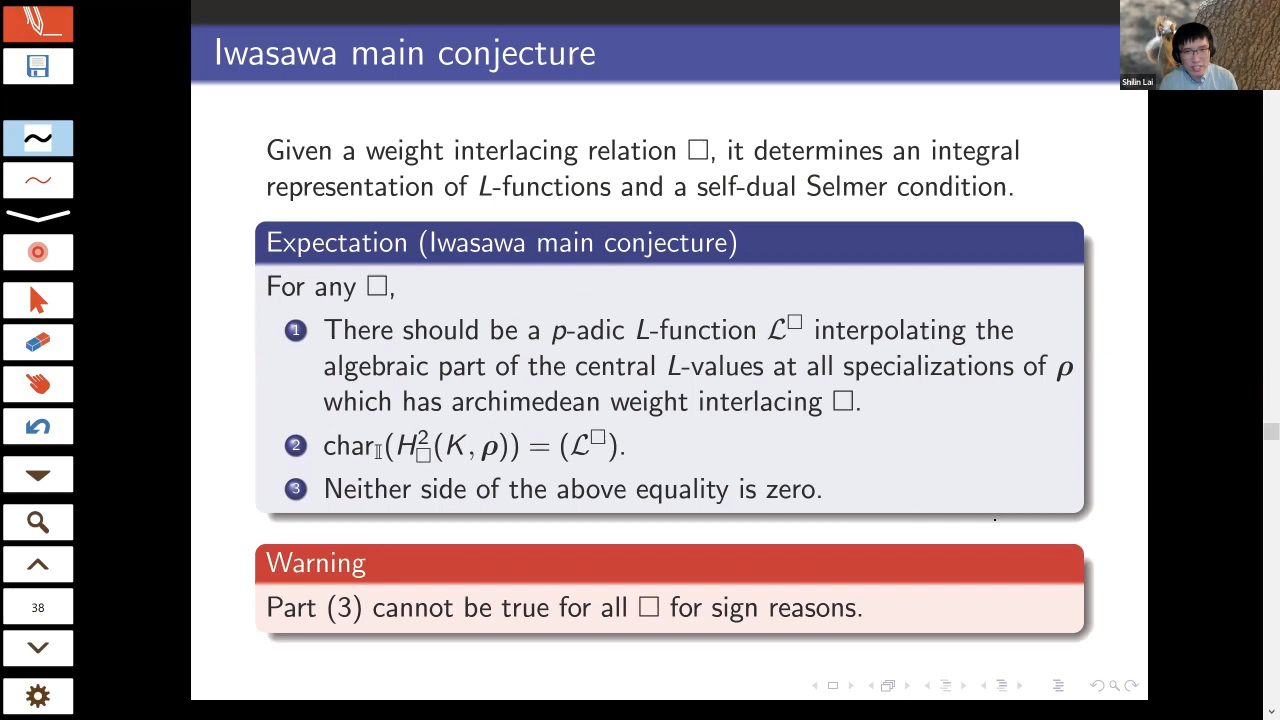 Iwasawa main conjecture
Shilin Lai
Given a weight interlacing relation □, it determines an integral
representation of L-functions and a self-dual Selmer condition.
Expectation (Iwasawa main conjecture)
For any □,
1 There should be a p-adic L-function 𝓛^□ interpolating the
algebraic part of the central L-values at all specializations of ρ
which has archimedean weight interlacing □.
2 char_𝕀(H²_□(K, ρ)) = (𝓛^□).
3 Neither side of the above equality is zero.
Warning
Part (3) cannot be true for all □ for sign reasons.
38